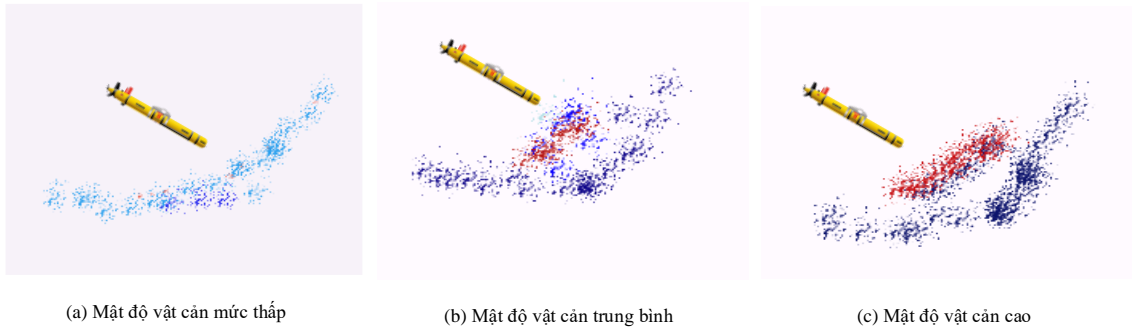 (a) Mật độ vật cản mức thấp
(b) Mật độ vật cản trung bình
(c) Mật độ vật cản cao